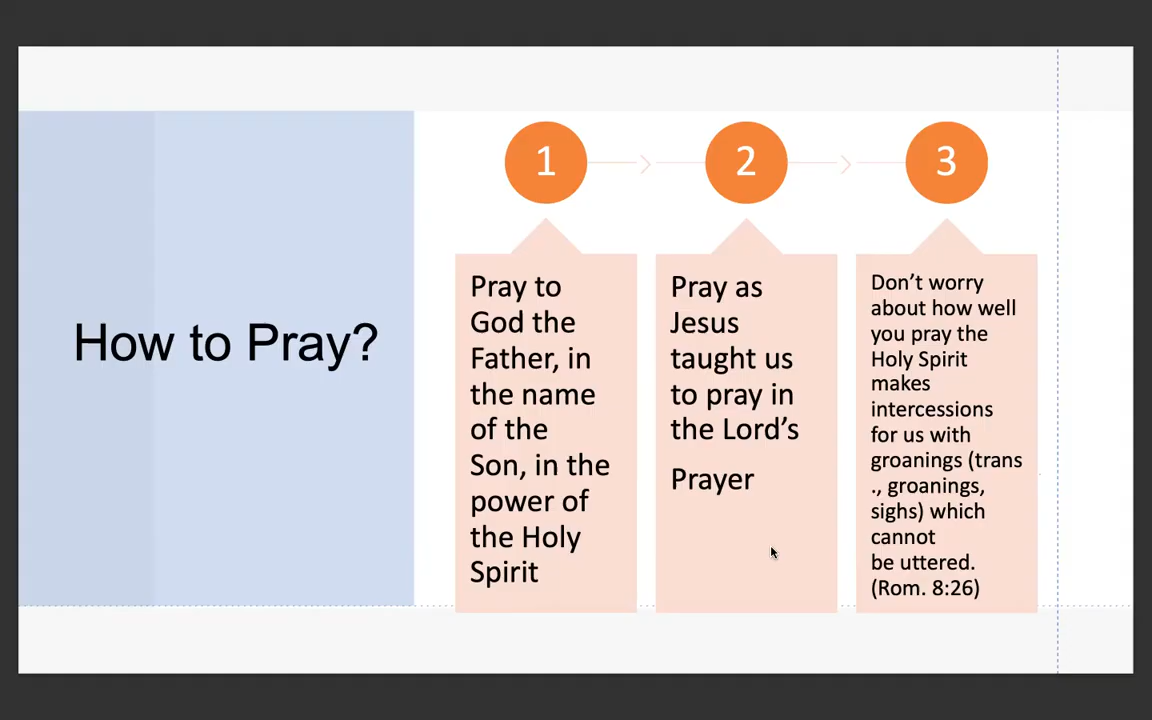 How to Pray?
1
2
3
Pray to
God the
Father, in
the name
of the
Son, in the
power of
the Holy
Spirit
Pray as
Jesus
taught us
to pray in
the Lord’s
Prayer
Don’t worry
about how well
you pray the
Holy Spirit
makes
intercessions
for us with
groanings (trans
., groanings,
sighs) which
cannot
be uttered.
(Rom. 8:26)